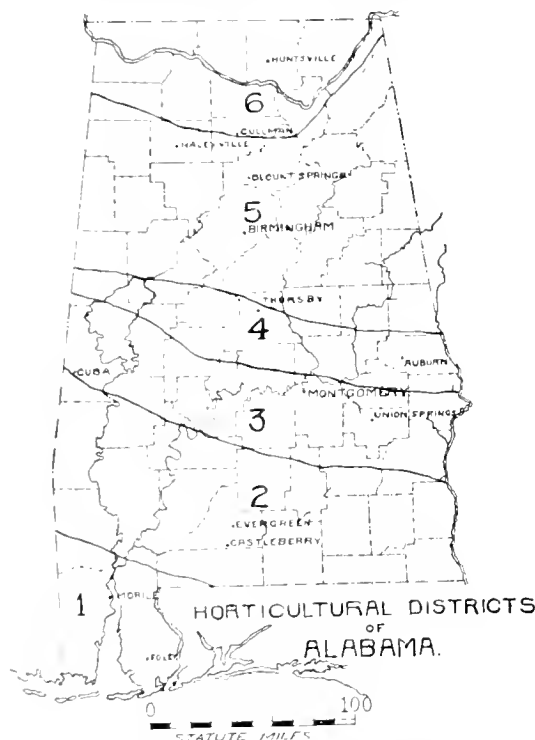 HUNTSVILLE
6
CULLMAN
HALEYVILLE
BLOUNT SPRINGS
5
BIRMINGHAM
THORSBY
4
AUBURN
CUBA
MONTGOMERY
3
UNION SPRINGS
2
EVERGREEN
CASTLEBERRY
1
MOBILE
HORTICULTURAL DISTRICTS
OF
ALABAMA.
FOLEY
0 100
STATUTE MILES